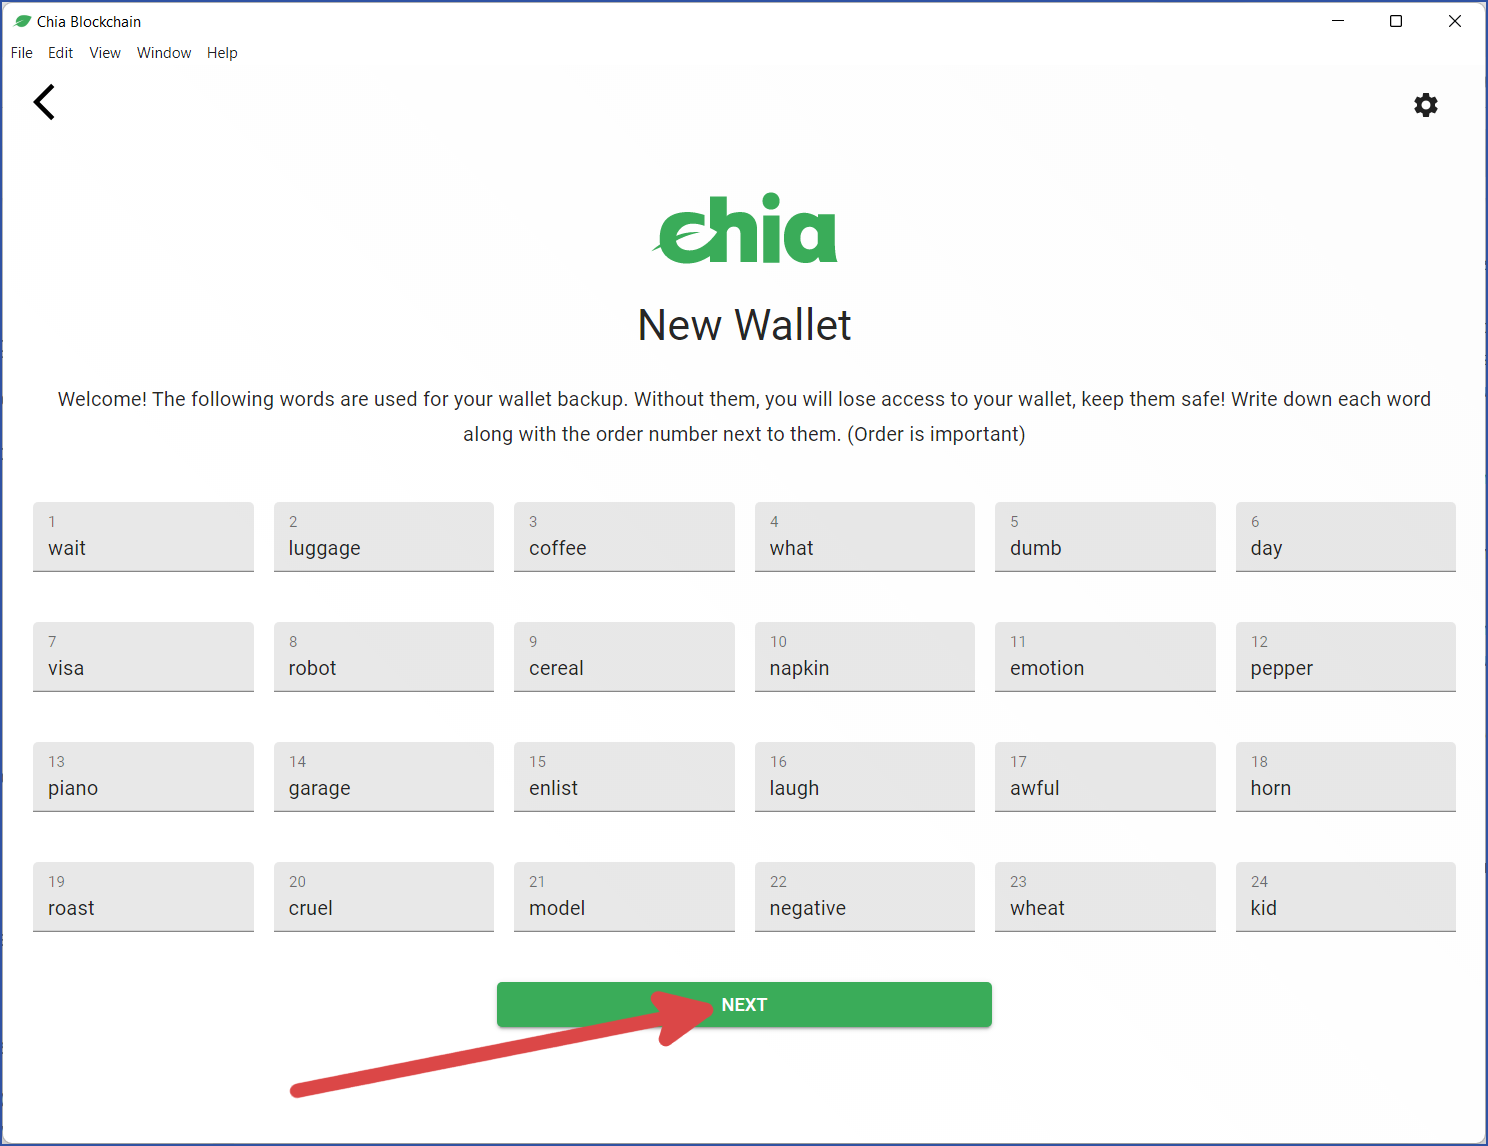 Chia Blockchain
File Edit View Window Help
chia
New Wallet
Welcome! The following words are used for your wallet backup. Without them, you will lose access to your wallet, keep them safe! Write down each word
along with the order number next to them. (Order is important)
1 2 3 4 5 6
wait luggage coffee what dumb day
7 8 9 10 11 12
visa robot cereal napkin emotion pepper
13 14 15 16 17 18
piano garage enlist laugh awful horn
19 20 21 22 23 24
roast cruel model negative wheat kid
NEXT